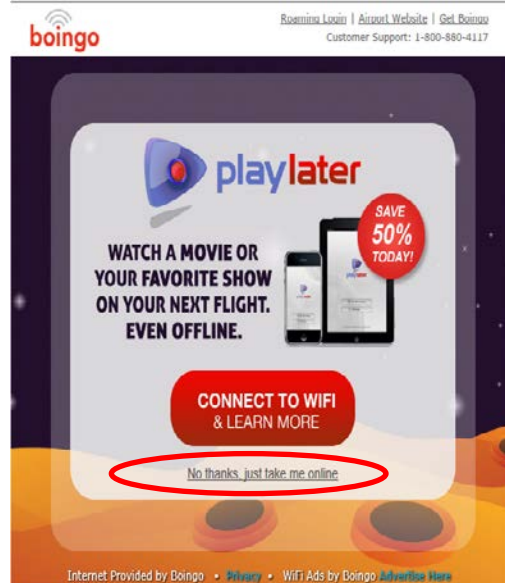 boingo
Roaming Login | Airport Website | Get Boingo
Customer Support: 1-800-880-4117
playlater
SAVE
50%
TODAY!
WATCH A MOVIE OR
YOUR FAVORITE SHOW
ON YOUR NEXT FLIGHT.
EVEN OFFLINE.
CONNECT TO WIFI
& LEARN MORE
No thanks, just take me online
Internet Provided by Boingo • Privacy • WiFi Ads by Boingo Advertise Here